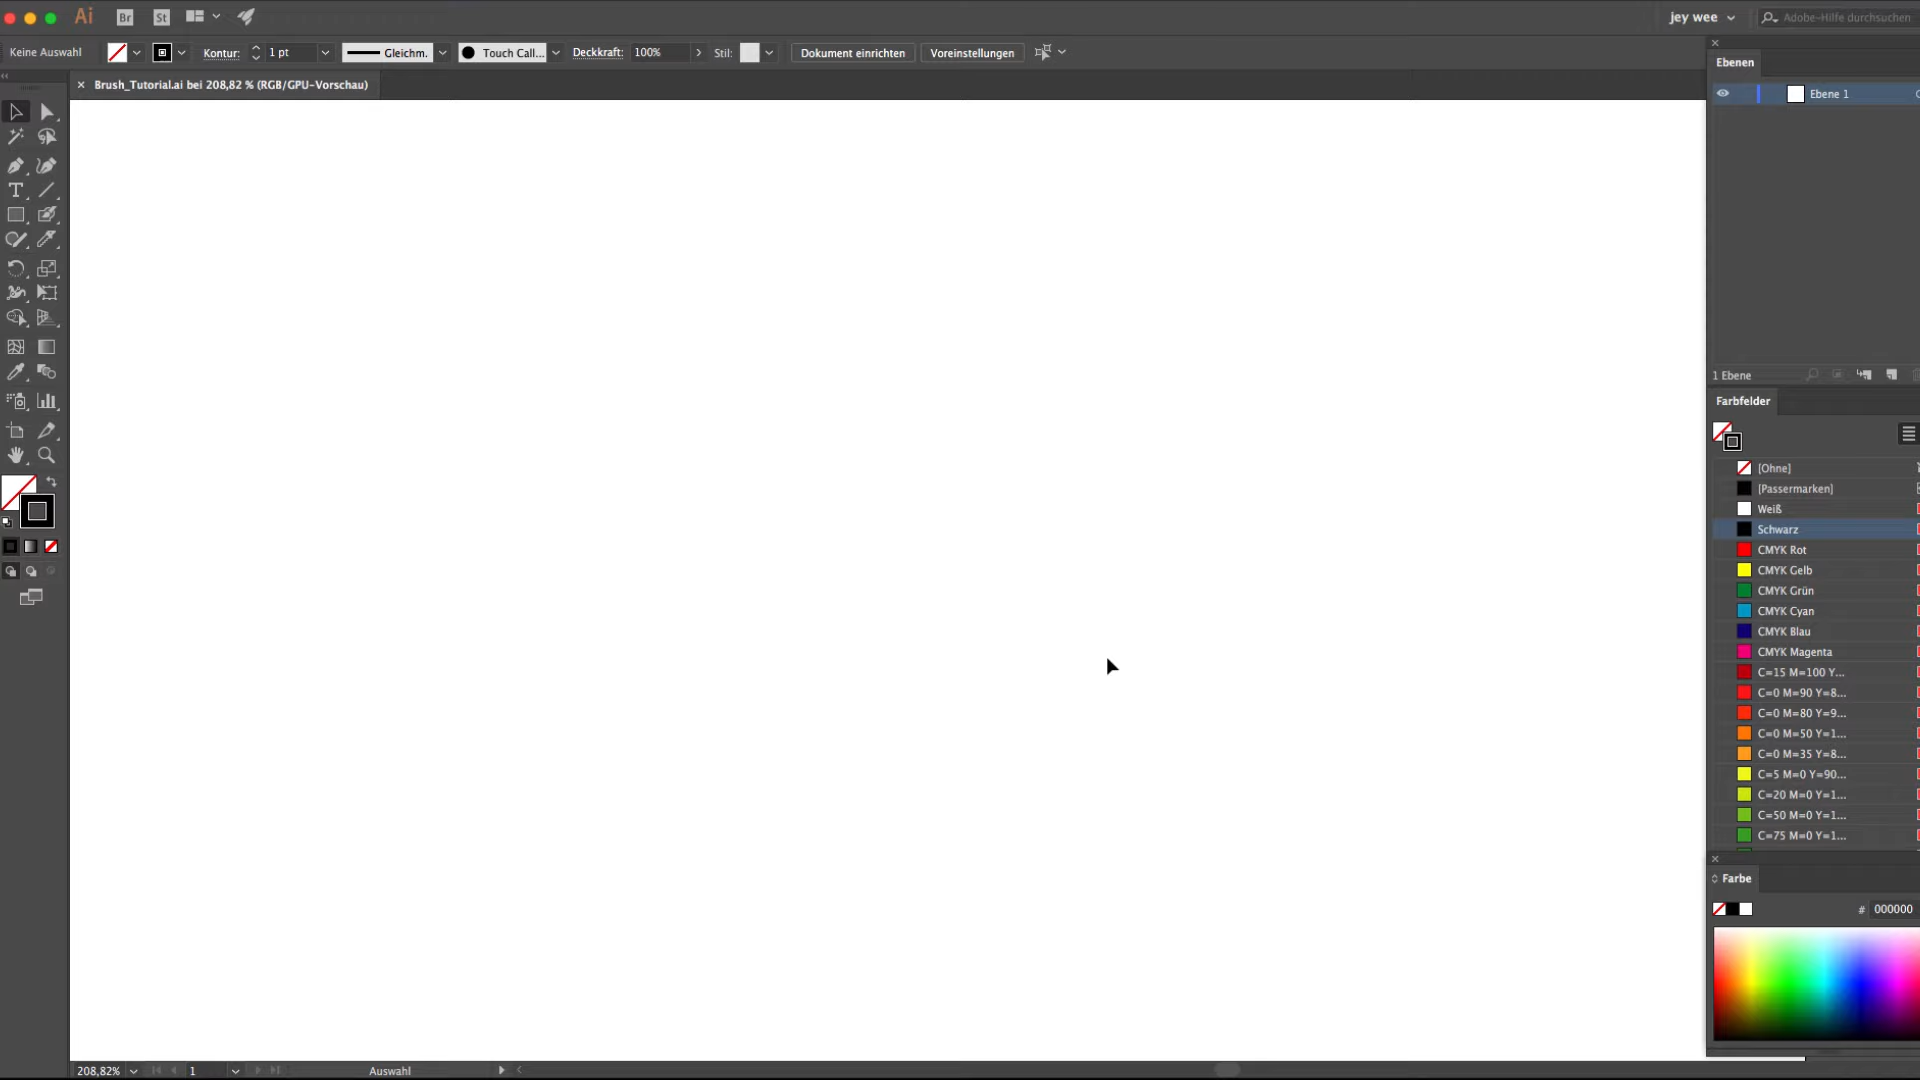 Ai Br St jey wee Adobe-Hilfe durchsuchen
Keine Auswahl Kontur: 1 pt Gleichm. Touch Call... Deckkraft: 100% Stil: Dokument einrichten Voreinstellungen
Brush_Tutorial.ai bei 208,82 % (RGB/GPU-Vorschau)
Ebenen
Ebene 1
1 Ebene
Farbfelder
[Ohne]
[Passermarken]
Weiß
Schwarz
CMYK Rot
CMYK Gelb
CMYK Grün
CMYK Cyan
CMYK Blau
CMYK Magenta
C=15 M=100 Y...
C=0 M=90 Y=8...
C=0 M=80 Y=9...
C=0 M=50 Y=1...
C=0 M=35 Y=8...
C=5 M=0 Y=90...
C=20 M=0 Y=1...
C=50 M=0 Y=1...
C=75 M=0 Y=1...
Farbe
# 000000
208,82% 1 Auswahl